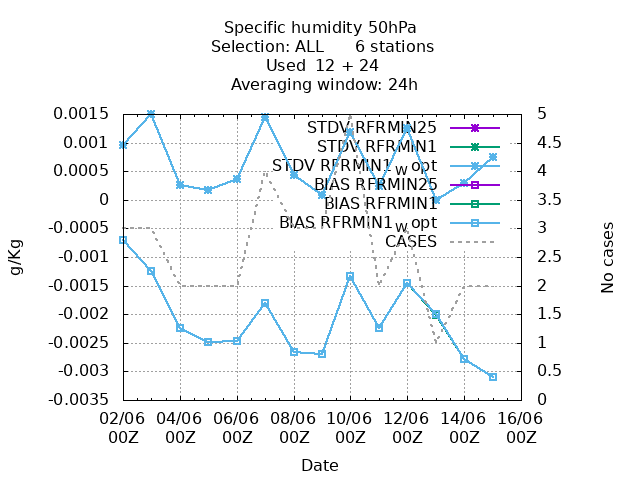 Specific humidity 50hPa
Selection: ALL      6 stations
Used  12 + 24
Averaging window: 24h
0.0015
0.001
0.0005
0
-0.0005
-0.001
-0.0015
-0.002
-0.0025
-0.003
-0.0035
g/Kg
STDV RFRMIN25
STDV RFRMIN1
STDV RFRMIN1wopt
BIAS RFRMIN25
BIAS RFRMIN1
BIAS RFRMIN1wopt
CASES
5
4.5
4
3.5
3
2.5
2
1.5
1
0.5
0
No cases
02/06 04/06 06/06 08/06 10/06 12/06 14/06 16/06
00Z 00Z 00Z 00Z 00Z 00Z 00Z 00Z
Date